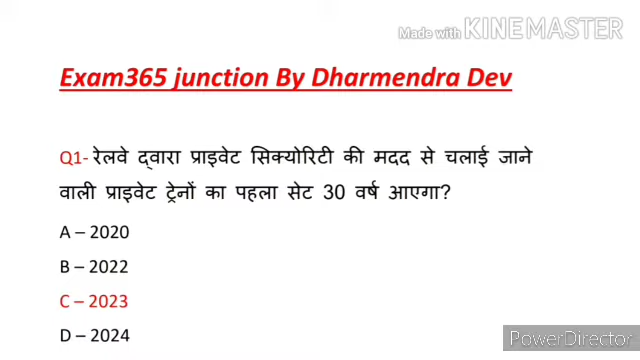 Made with KINEMASTER
Exam365 junction By Dharmendra Dev
Q1- रेलवे द्वारा प्राइवेट सिक्योरिटी की मदद से चलाई जाने
वाली प्राइवेट ट्रेनों का पहला सेट 30 वर्ष आएगा?
A – 2020
B – 2022
C – 2023
D – 2024
PowerDirector